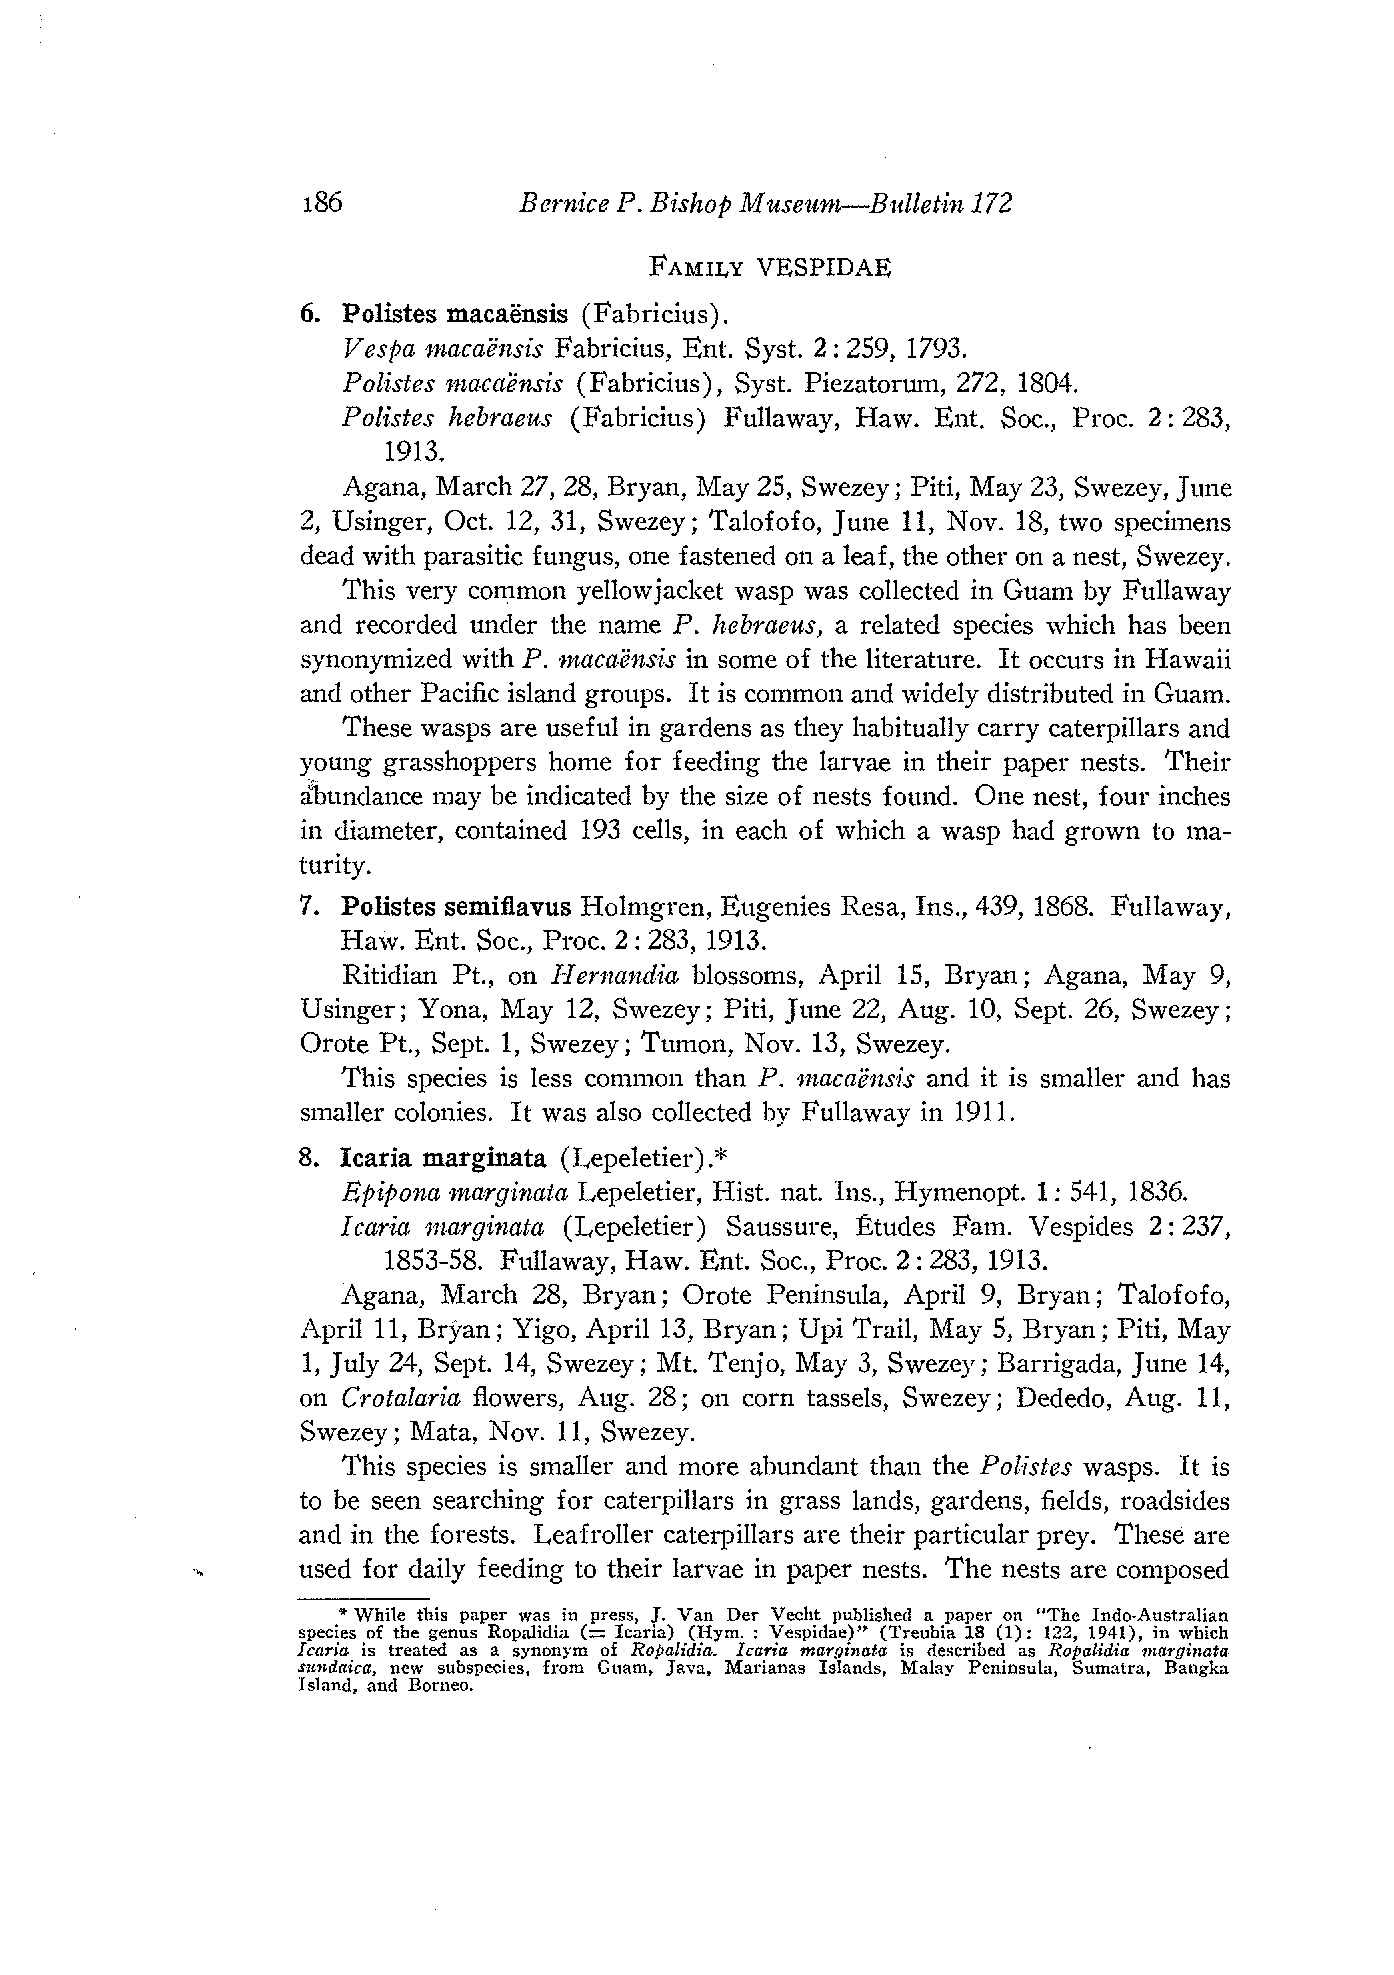 186 Bernice P. Bishop Museum—Bulletin 172
FAMILY VESPIDAE
6. Polistes macaënsis (Fabricius).
Vespa macaënsis Fabricius, Ent. Syst. 2: 259, 1793.
Polistes macaënsis (Fabricius), Syst. Piezatorum, 272, 1804.
Polistes hebraeus (Fabricius) Fullaway, Haw. Ent. Soc., Proc. 2: 283,
1913.
Agana, March 27, 28, Bryan, May 25, Swezey; Piti, May 23, Swezey, June
2, Usinger, Oct. 12, 31, Swezey; Talofofo, June 11, Nov. 18, two specimens
dead with parasitic fungus, one fastened on a leaf, the other on a nest, Swezey.
This very common yellowjacket wasp was collected in Guam by Fullaway
and recorded under the name P. hebraeus, a related species which has been
synonymized with P. macaënsis in some of the literature. It occurs in Hawaii
and other Pacific island groups. It is common and widely distributed in Guam.
These wasps are useful in gardens as they habitually carry caterpillars and
young grasshoppers home for feeding the larvae in their paper nests. Their
abundance may be indicated by the size of nests found. One nest, four inches
in diameter, contained 193 cells, in each of which a wasp had grown to ma-
turity.
7. Polistes semiflavus Holmgren, Eugenies Resa, Ins., 439, 1868. Fullaway,
Haw. Ent. Soc., Proc. 2: 283, 1913.
Ritidian Pt., on Hernandia blossoms, April 15, Bryan; Agana, May 9,
Usinger; Yona, May 12, Swezey; Piti, June 22, Aug. 10, Sept. 26, Swezey;
Orote Pt., Sept. 1, Swezey; Tumon, Nov. 13, Swezey.
This species is less common than P. macaënsis and it is smaller and has
smaller colonies. It was also collected by Fullaway in 1911.
8. Icaria marginata (Lepeletier).*
Epipona marginata Lepeletier, Hist. nat. Ins., Hymenopt. 1: 541, 1836.
Icaria marginata (Lepeletier) Saussure, Études Fam. Vespides 2: 237,
1853-58. Fullaway, Haw. Ent. Soc., Proc. 2: 283, 1913.
Agana, March 28, Bryan; Orote Peninsula, April 9, Bryan; Talofofo,
April 11, Bryan; Yigo, April 13, Bryan; Upi Trail, May 5, Bryan; Piti, May
1, July 24, Sept. 14, Swezey; Mt. Tenjo, May 3, Swezey; Barrigada, June 14,
on Crotalaria flowers, Aug. 28; on corn tassels, Swezey; Dededo, Aug. 11,
Swezey; Mata, Nov. 11, Swezey.
This species is smaller and more abundant than the Polistes wasps. It is
to be seen searching for caterpillars in grass lands, gardens, fields, roadsides
and in the forests. Leafroller caterpillars are their particular prey. These are
used for daily feeding to their larvae in paper nests. The nests are composed
* While this paper was in press, J. Van Der Vecht published a paper on "The Indo-Australian
species of the genus Ropalidia (= Icaria) (Hym. : Vespidae)" (Treubia 18 (1): 122, 1941), in which
Icaria is treated as a synonym of Ropalidia. Icaria marginata is described as Ropalidia marginata
sundaica, new subspecies, from Guam, Java, Marianas Islands, Malay Peninsula, Sumatra, Bangka
Island, and Borneo.